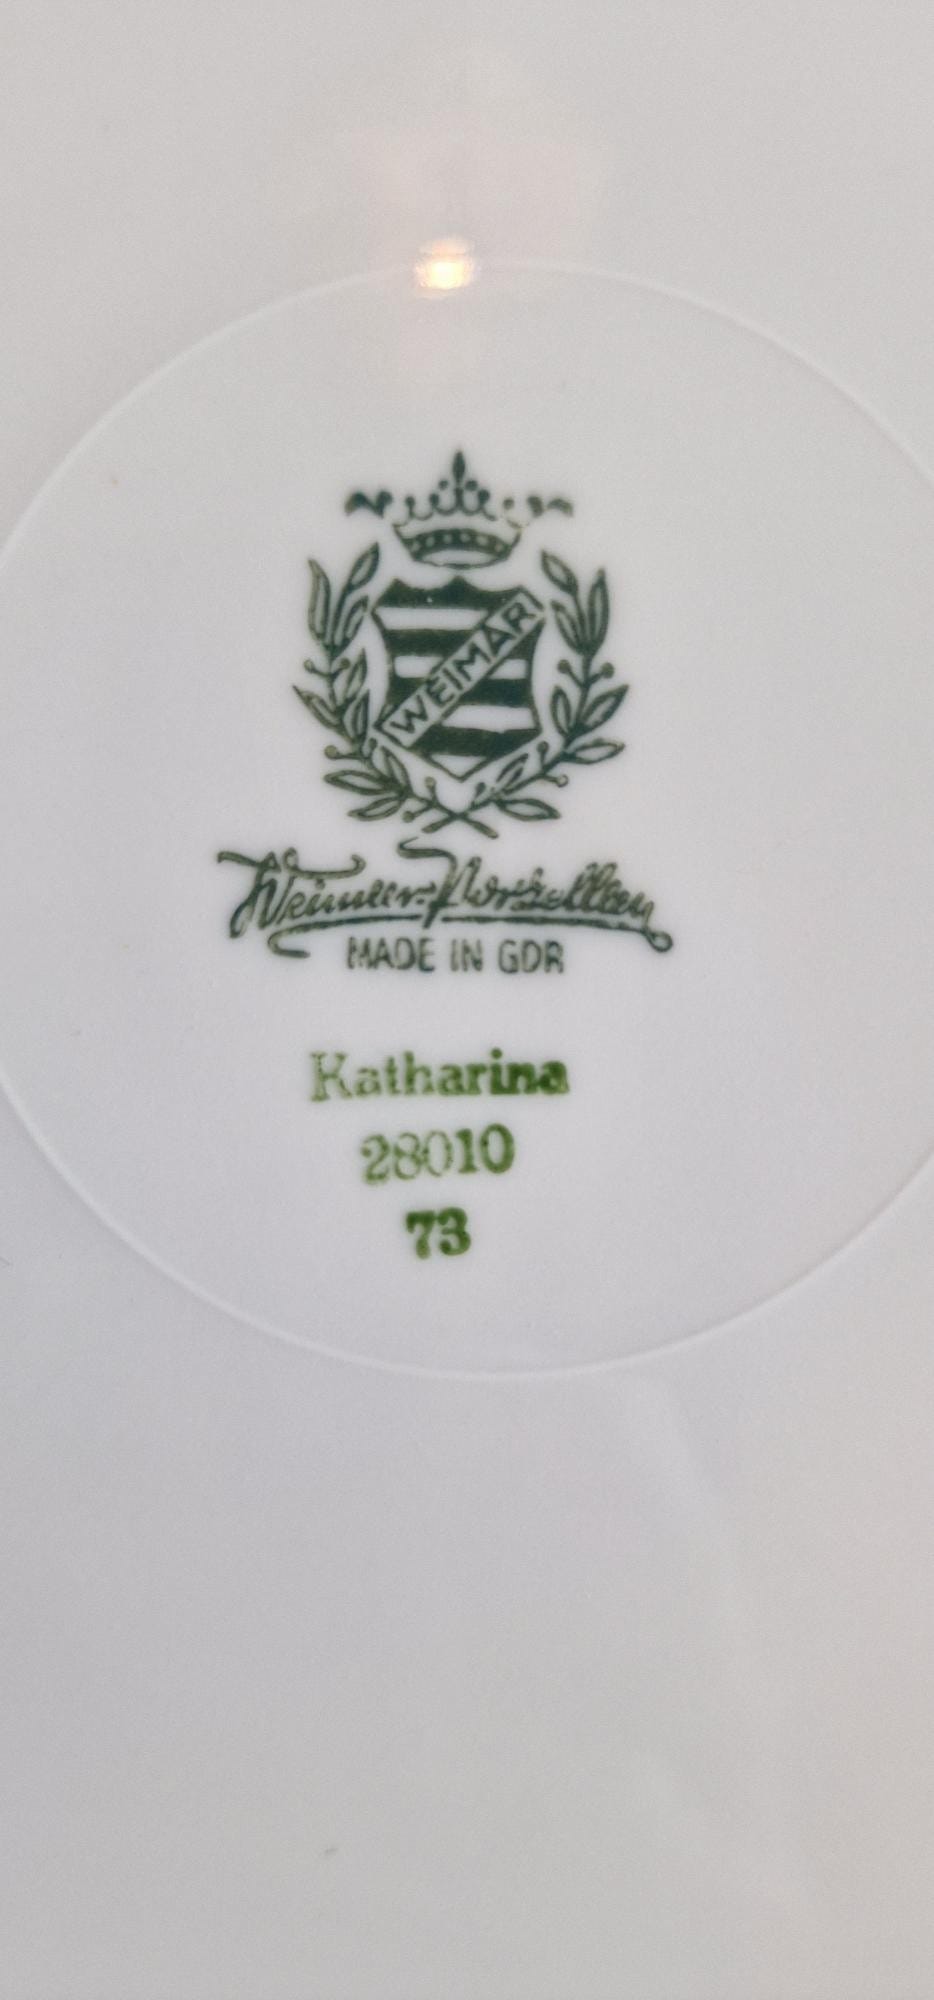 WEIMAR
Weimar-Porzellan
MADE IN GDR
Katharina
28010
73